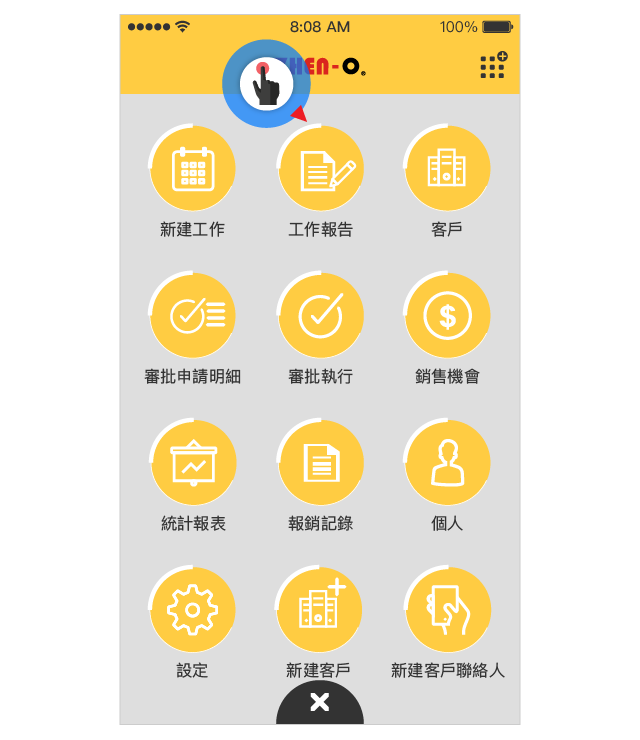 8:08 AM
100%
HEN-O®
新建工作
工作報告
客戶
審批申請明細
審批執行
銷售機會
統計報表
報銷記錄
個人
設定
新建客戶
新建客戶聯絡人